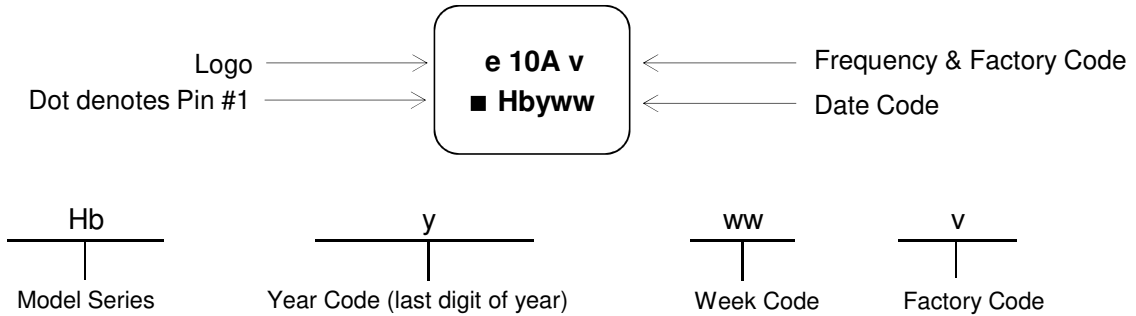 Logo
e 10A v
Frequency & Factory Code
Dot denotes Pin #1
■ Hbyww
Date Code
Hb
y
ww
v
Model Series
Year Code (last digit of year)
Week Code
Factory Code